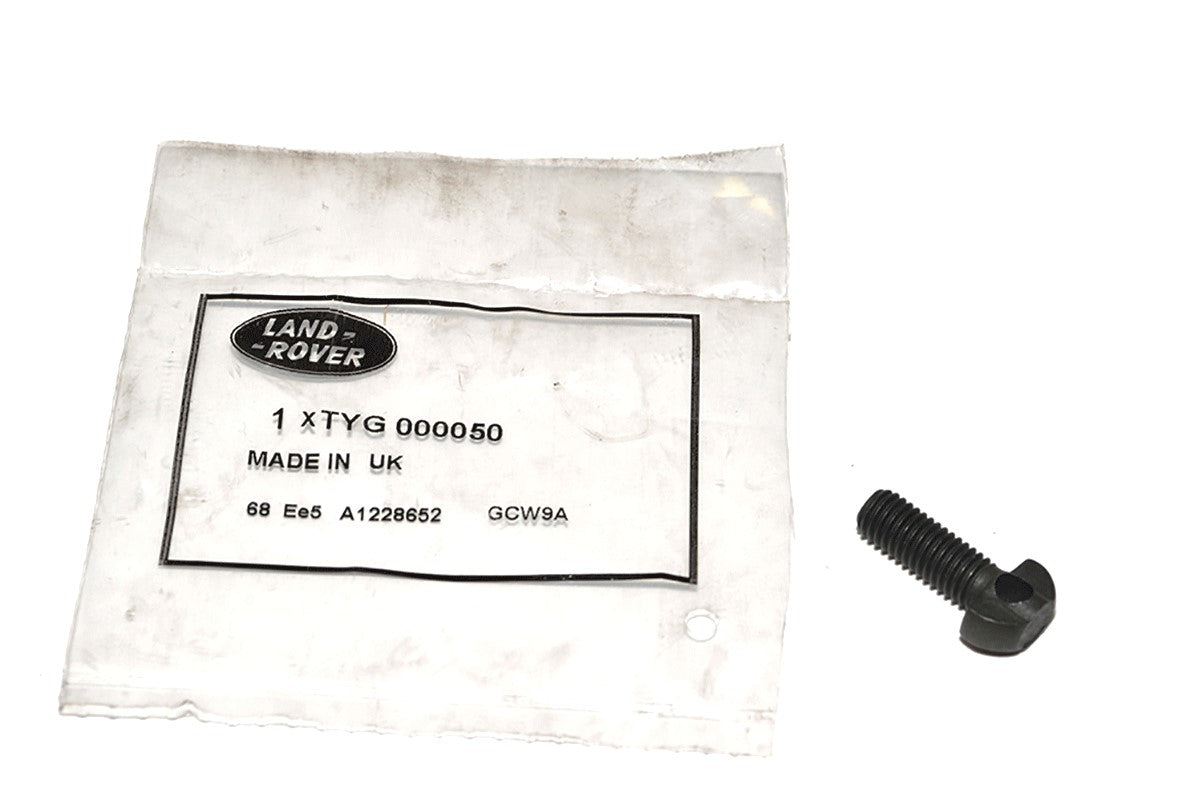 LAND-
-ROVER
1 XTYG 000050
MADE IN UK
68 Ee5 A1228652 GCW9A